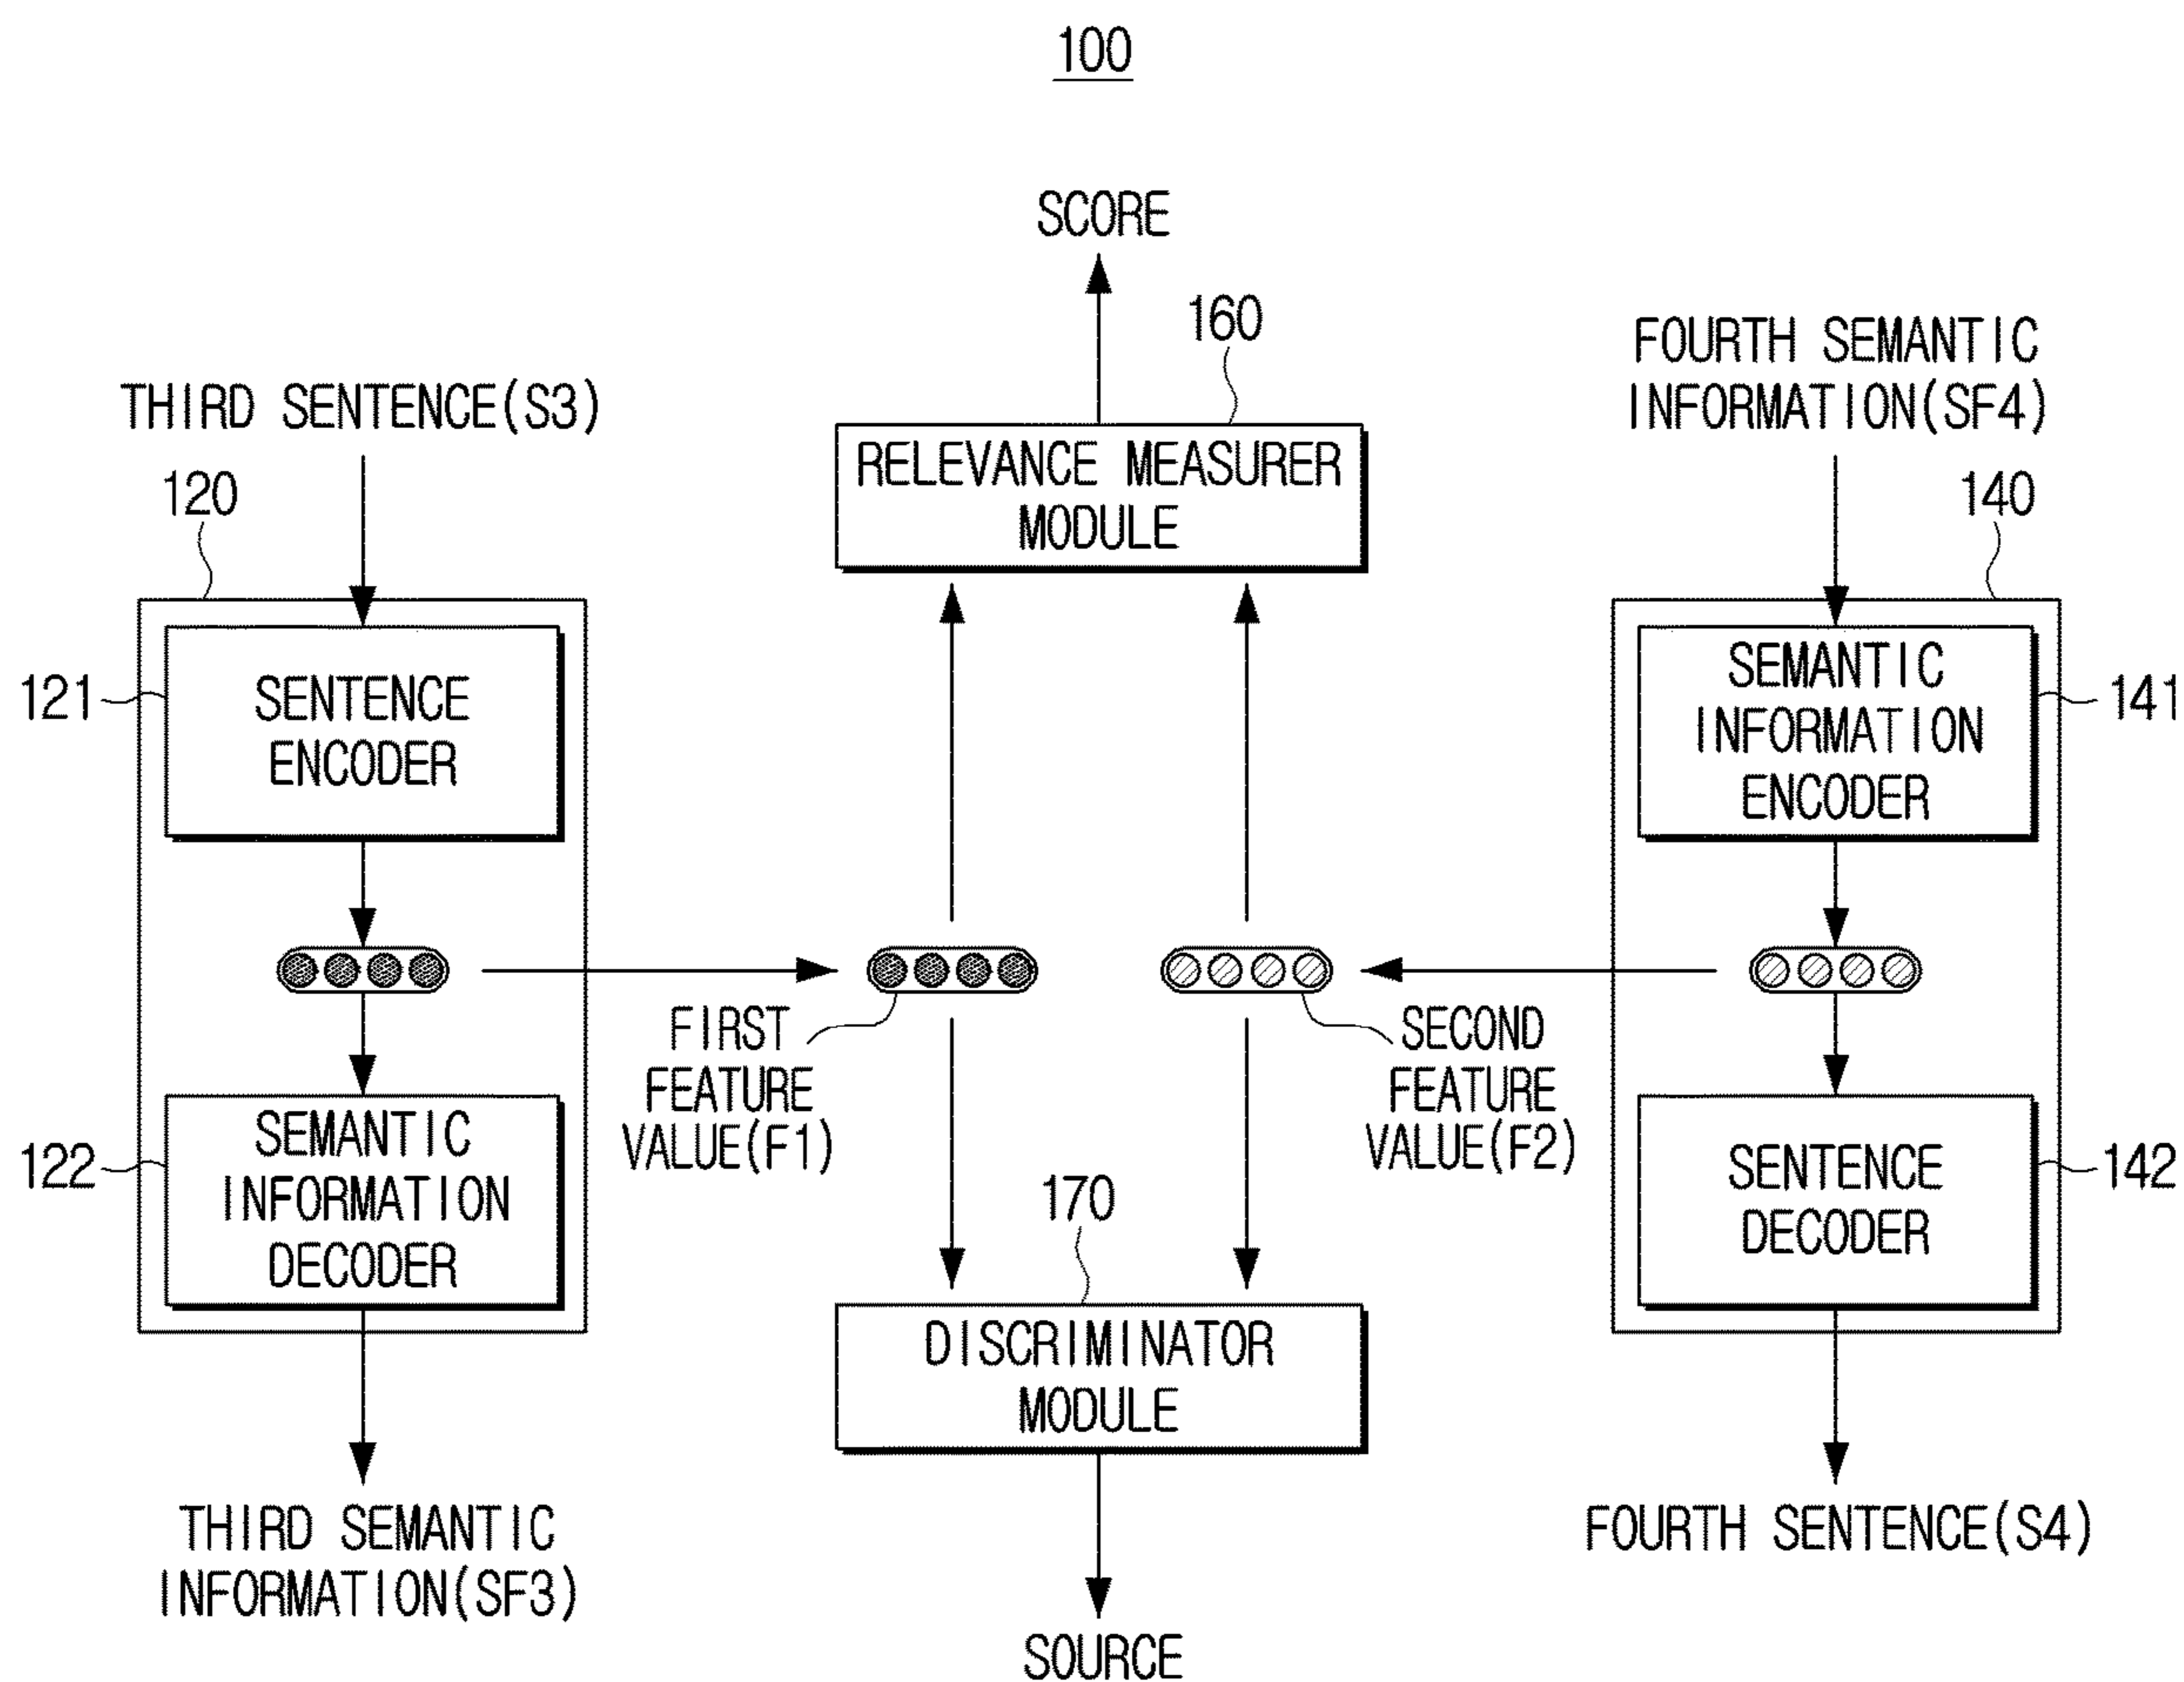 100
SCORE
160
FOURTH SEMANTIC
INFORMATION(SF4)
THIRD SENTENCE(S3)
RELEVANCE MEASURER
MODULE
120
140
121
SENTENCE
ENCODER
SEMANTIC
INFORMATION
ENCODER
141
FIRST
FEATURE
VALUE(F1)
SECOND
FEATURE
VALUE(F2)
122
SEMANTIC
INFORMATION
DECODER
170
SENTENCE
DECODER
142
DISCRIMINATOR
MODULE
THIRD SEMANTIC
INFORMATION(SF3)
FOURTH SENTENCE(S4)
SOURCE